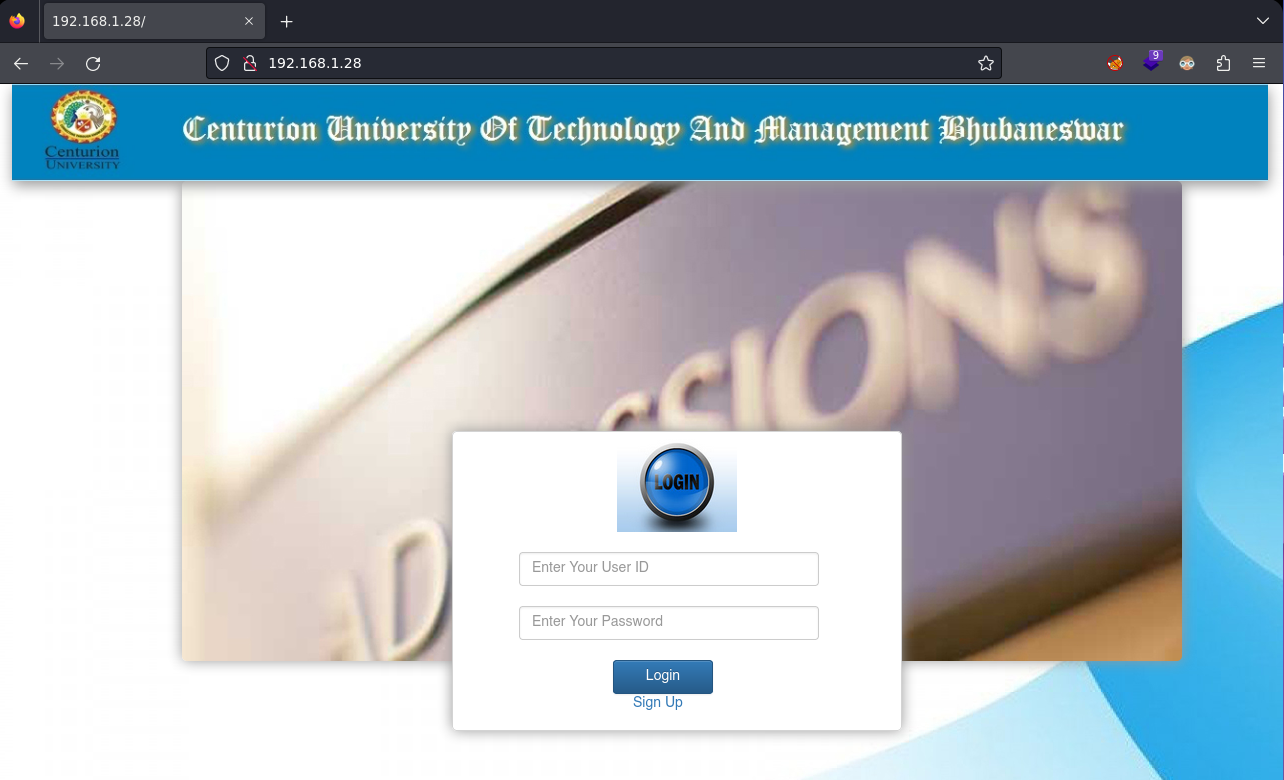 192.168.1.28/
9
192.168.1.28
Centurion
UNIVERSITY
Centurion University Of Technology And Management Bhubaneswar
ADMISSIONS
LOGIN
Enter Your User ID
Enter Your Password
Login
Sign Up